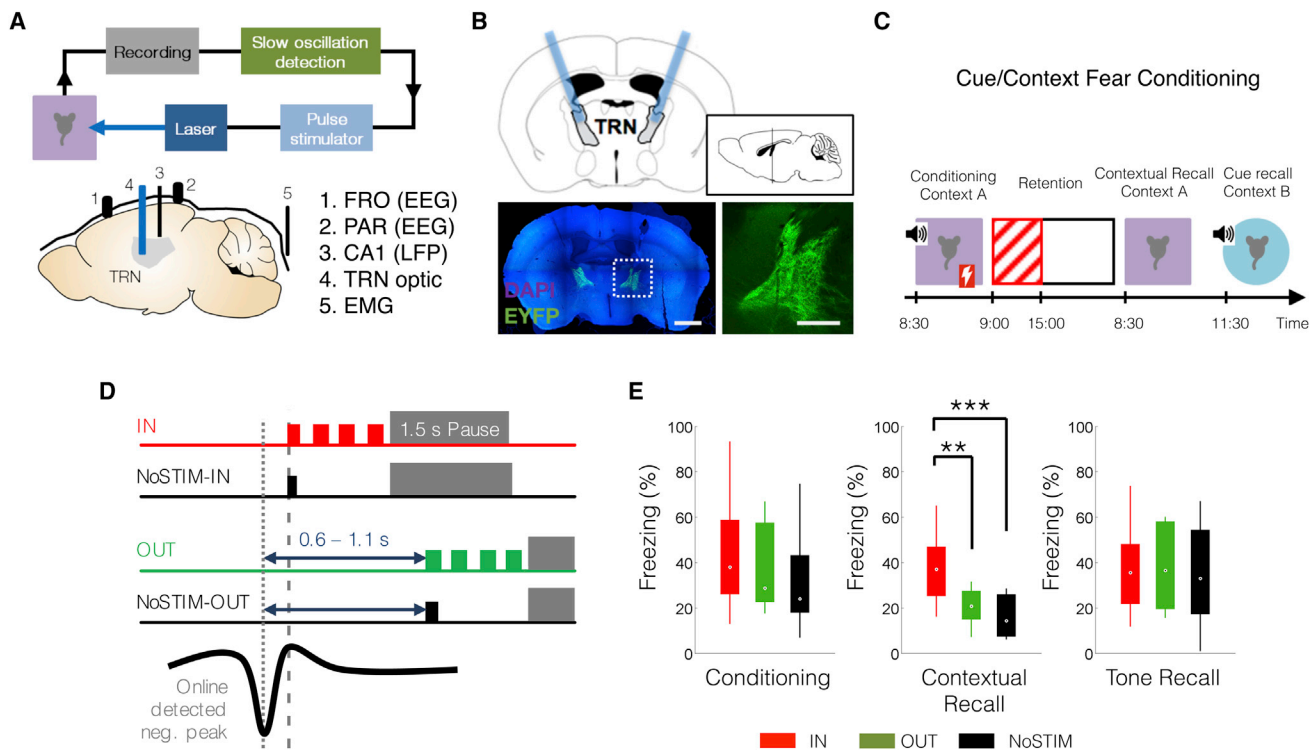 A
Recording
Slow oscillation
detection
Laser
Pulse
stimulator
1
4
3
2
5
TRN
1. FRO (EEG)
2. PAR (EEG)
3. CA1 (LFP)
4. TRN optic
5. EMG
B
TRN
DAPI
EYFP
C
Cue/Context Fear Conditioning
Conditioning
Context A
Retention
Contextual Recall
Context A
Cue recall
Context B
8:30
9:00
15:00
8:30
11:30
Time
D
IN
1.5 s Pause
NoSTIM-IN
OUT
0.6 – 1.1 s
NoSTIM-OUT
Online
detected
neg. peak
E
Freezing (%)
100
80
60
40
20
0
Conditioning
Freezing (%)
100
80
60
40
20
0
***
**
Contextual
Recall
Freezing (%)
100
80
60
40
20
0
Tone Recall
IN
OUT
NoSTIM